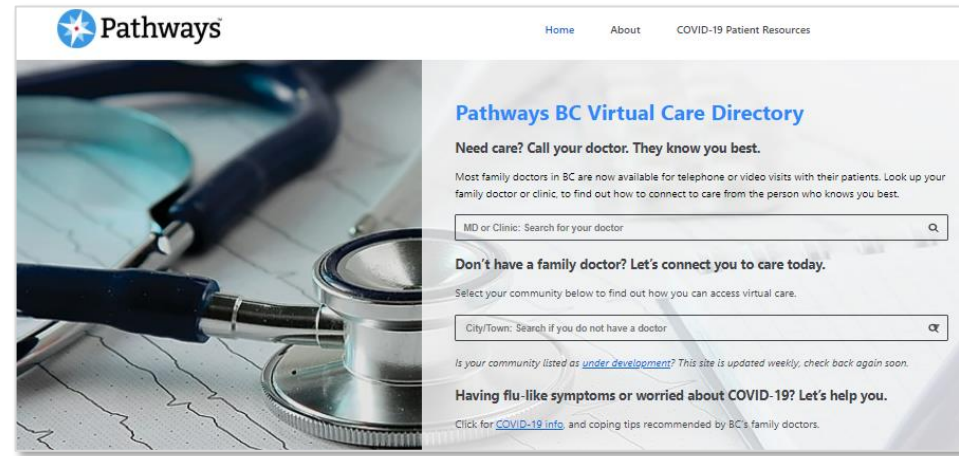 Pathways
Home About COVID-19 Patient Resources
Pathways BC Virtual Care Directory
Need care? Call your doctor. They know you best.
Most family doctors in BC are now available for telephone or video visits with their patients. Look up your
family doctor or clinic, to find out how to connect to care from the person who knows you best.
MD or Clinic: Search for your doctor
Don't have a family doctor? Let's connect you to care today.
Select your community below to find out how you can access virtual care.
City/Town: Search if you do not have a doctor
Is your community listed as under development? This site is updated weekly, check back again soon.
Having flu-like symptoms or worried about COVID-19? Let's help you.
Click for COVID-19 info, and coping tips recommended by BC's family doctors.